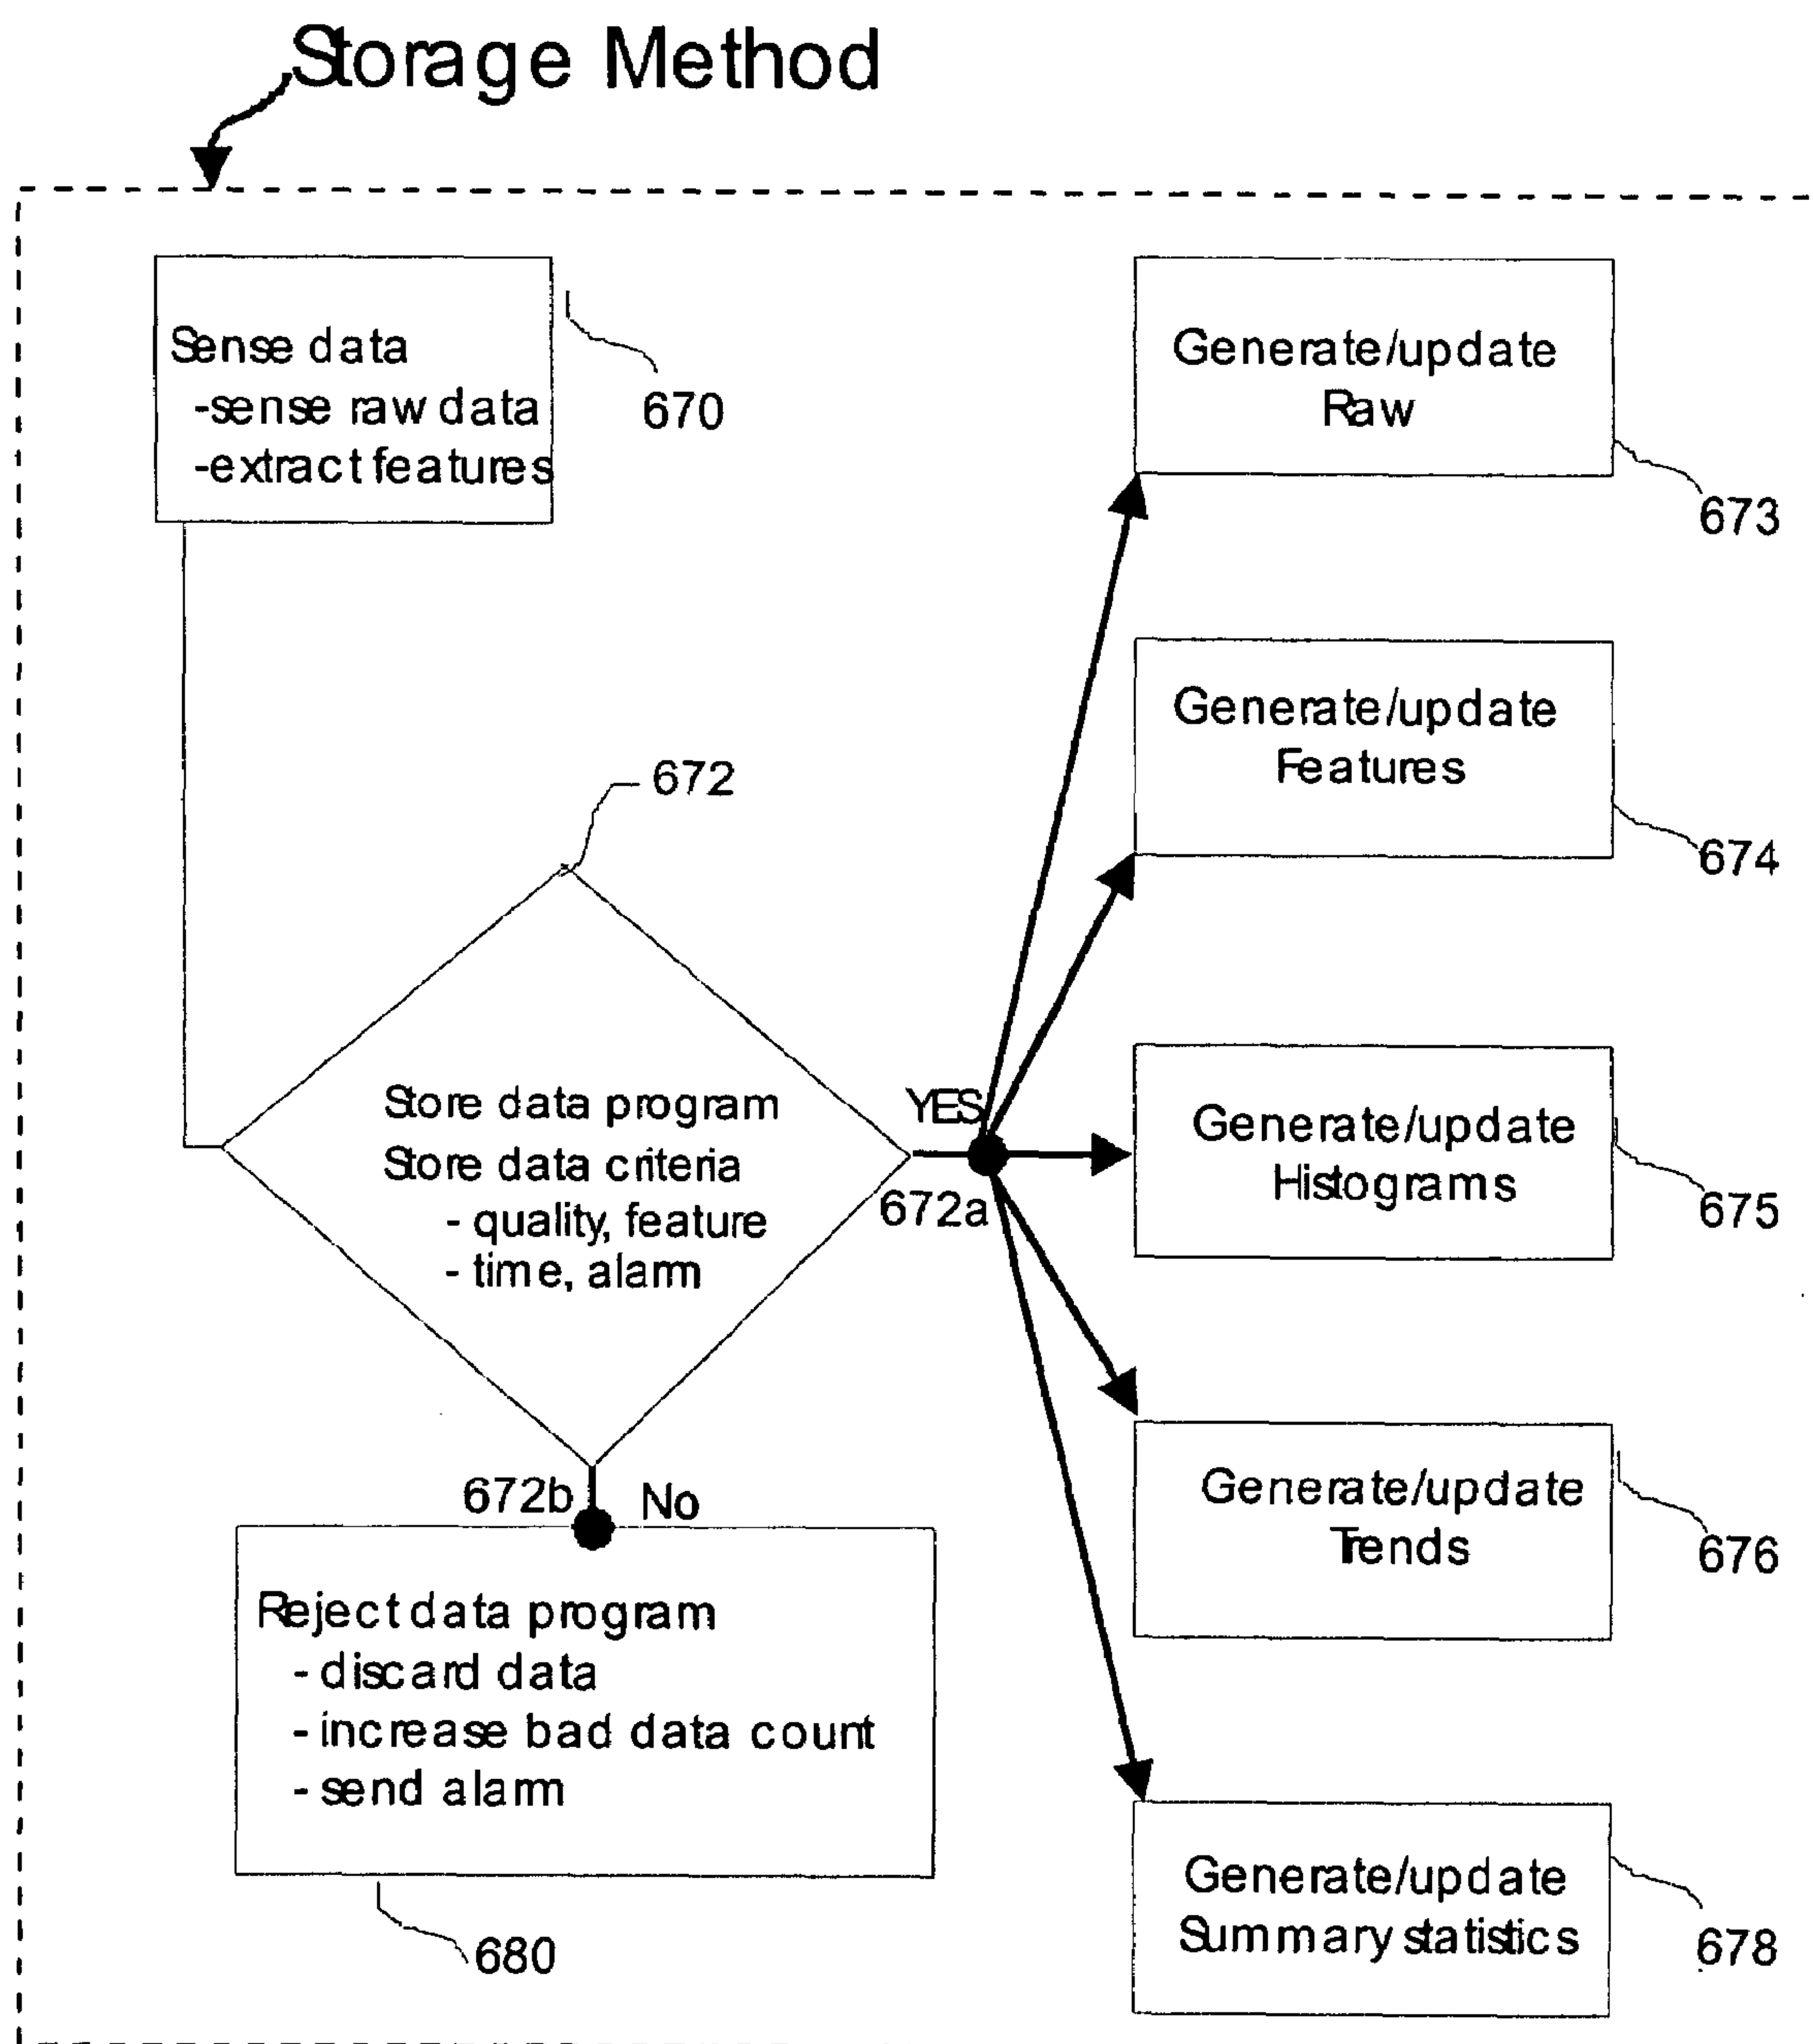 Storage Method
Sense data
-sense raw data
-extract features
670
672
Store data program
Store data criteria
- quality, feature
- time, alarm
YES
672a
672b
No
Reject data program
- discard data
- increase bad data count
- send alarm
680
Generate/update
Raw
673
Generate/update
Features
674
Generate/update
Histograms
675
Generate/update
Trends
676
Generate/update
Summary statistics
678